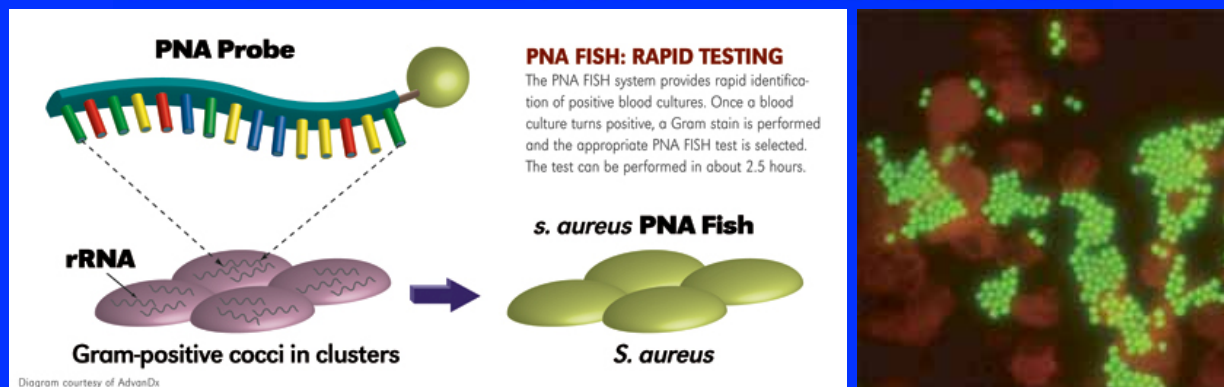 PNA Probe
PNA FISH: RAPID TESTING
The PNA FISH system provides rapid identifica-
tion of positive blood cultures. Once a blood
culture turns positive, a Gram stain is performed
and the appropriate PNA FISH test is selected.
The test can be performed in about 2.5 hours.
rRNA
s. aureus PNA Fish
Gram-positive cocci in clusters
S. aureus
Diagram courtesy of AdvanDx